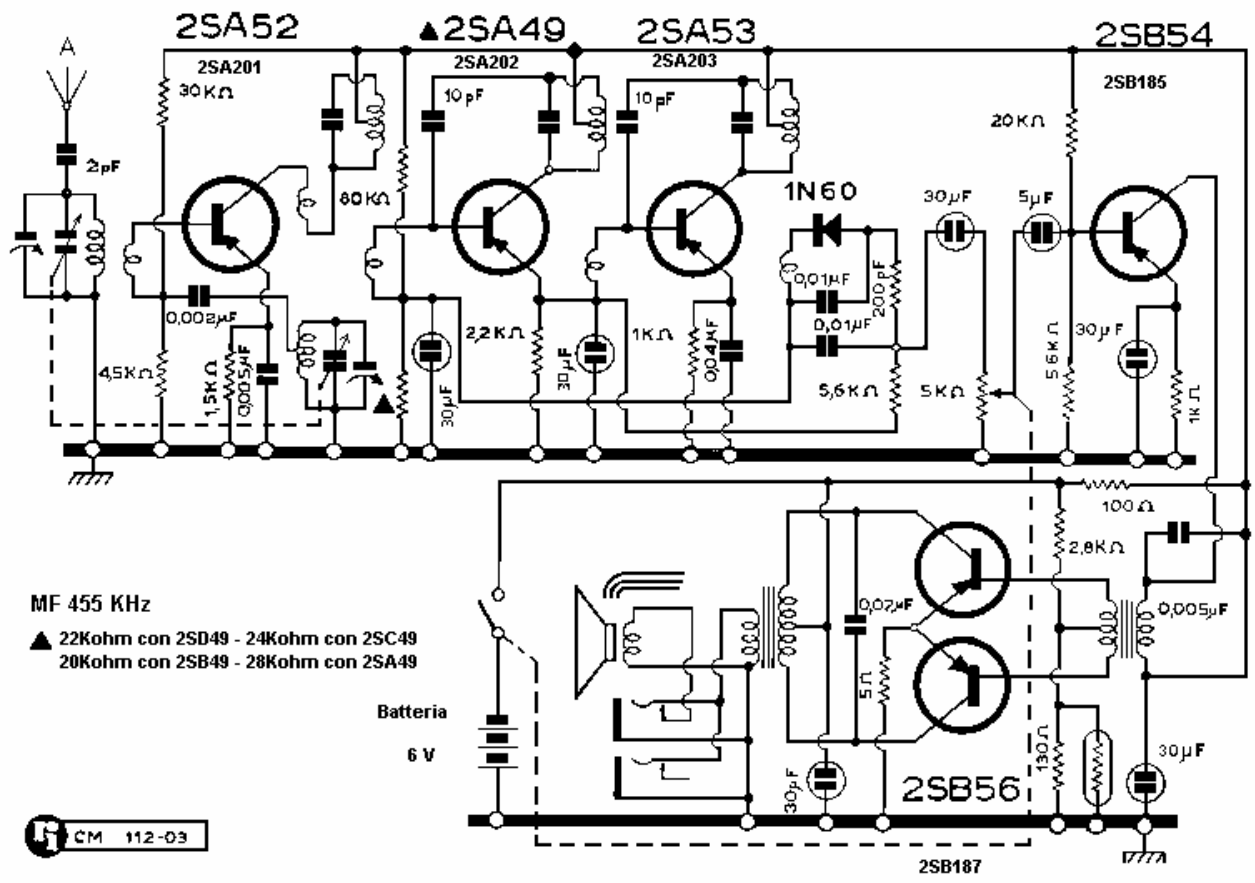 2SA52
▲2SA49
2SA53
2SB54
2SA201
2SA202
2SA203
2SB185
A
30KΩ
10pF
10pF
20KΩ
2pF
80KΩ
1N60
30µF
5µF
0,002µF
4,5KΩ
1,5KΩ
0,005µF
▲
30µF
2,2KΩ
30µF
1KΩ
0,04µF
0,01µF
0,01µF
200pF
5,6KΩ
5KΩ
5,6KΩ
30µF
1KΩ
100Ω
2,8KΩ
0,005µF
0,02µF
5Ω
130Ω
30µF
30µF
2SB56
2SB187
MF 455 KHz
▲ 22Kohm con 2SD49 - 24Kohm con 2SC49
20Kohm con 2SB49 - 28Kohm con 2SA49
Batteria
6 V
CM 112-03